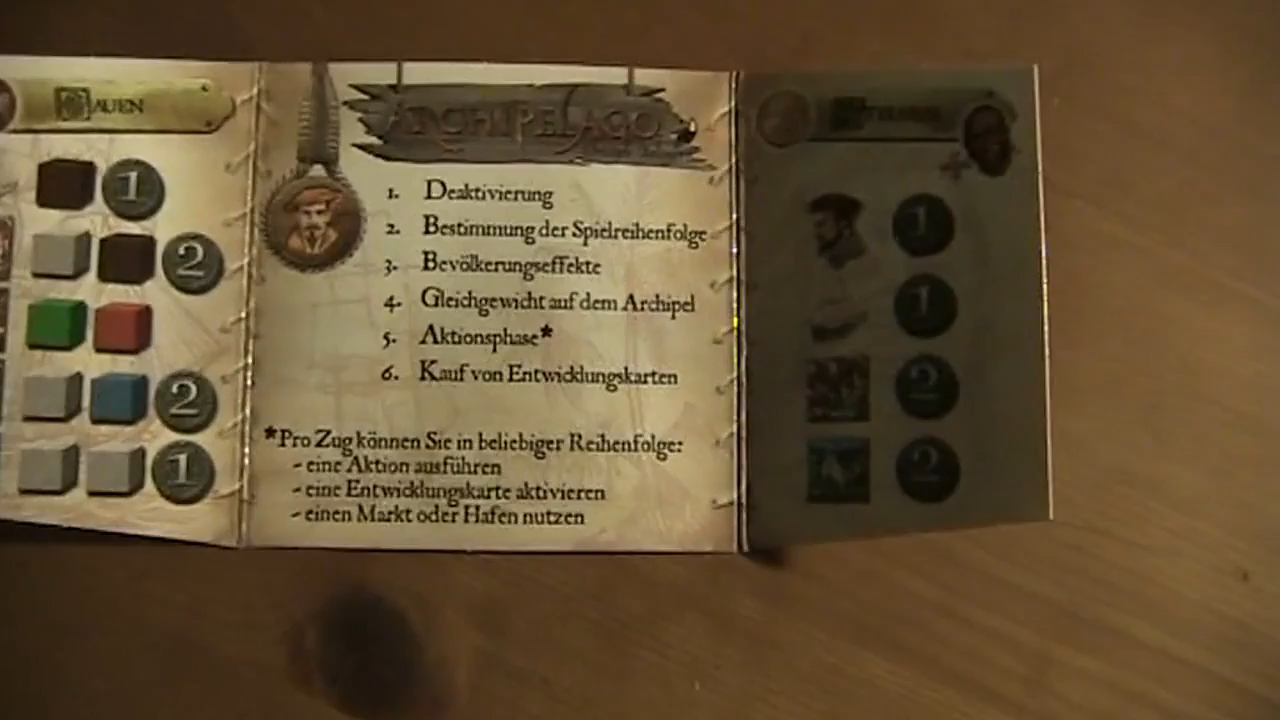 Bauen
1
2
2
1
ARCHIPELAGO
1. Deaktivierung
2. Bestimmung der Spielreihenfolge
3. Bevölkerungseffekte
4. Gleichgewicht auf dem Archipel
5. Aktionsphase*
6. Kauf von Entwicklungskarten
*Pro Zug können Sie in beliebiger Reihenfolge:
- eine Aktion ausführen
- eine Entwicklungskarte aktivieren
- einen Markt oder Hafen nutzen
1
1
2
2